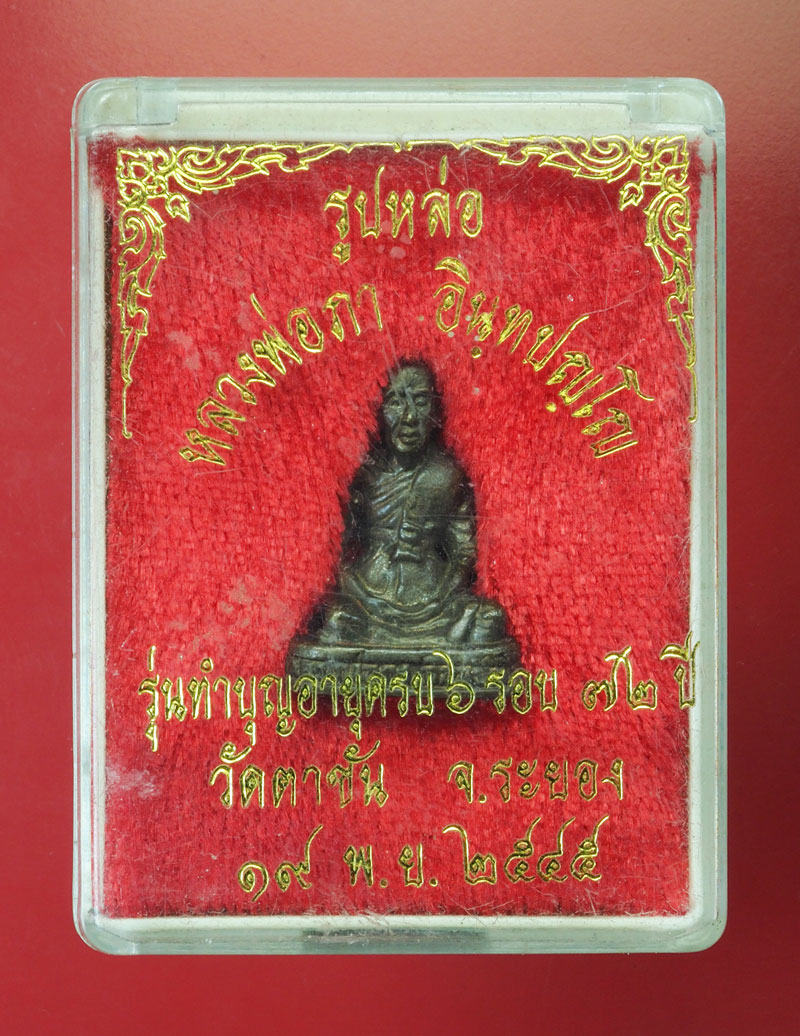 รูปหล่อ
หลวงพ่อภา อินฺทปญฺโญ
รุ่นทำบุญอายุครบ ๖ รอบ ๗๒ ปี
วัดตาขัน จ.ระยอง
๑๙ พ.ย. ๒๕๔๕